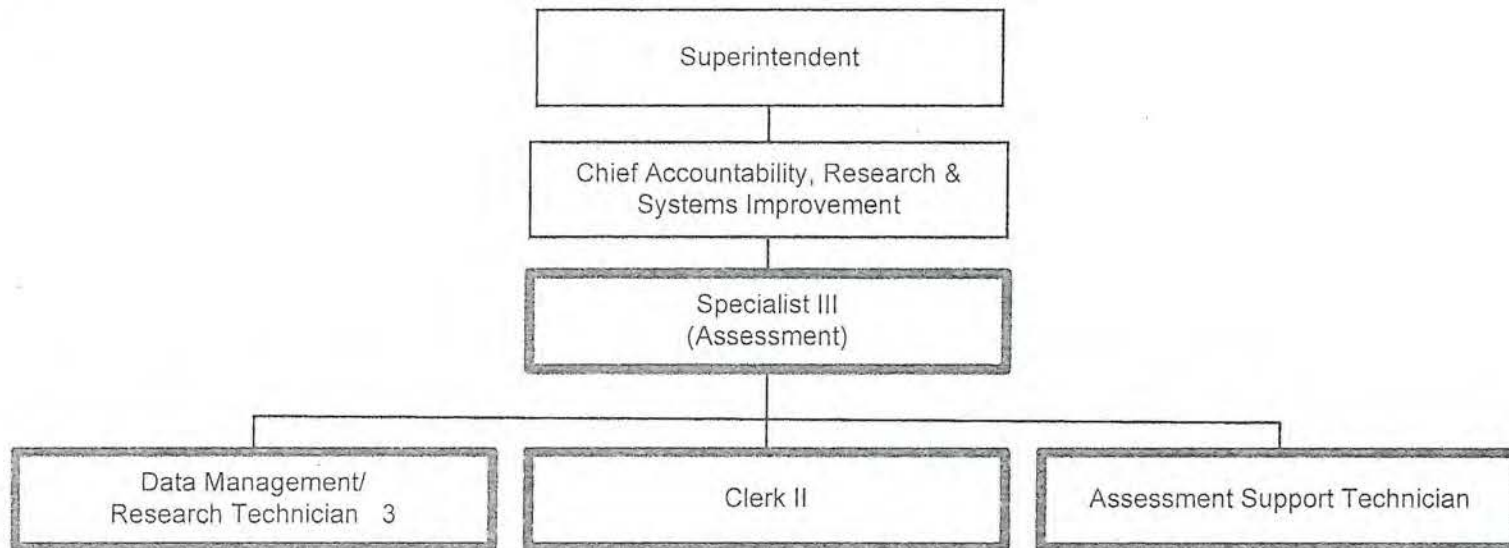 Superintendent
Chief Accountability, Research &
Systems Improvement
Specialist III
(Assessment)
Data Management/
Research Technician 3
Clerk II
Assessment Support Technician